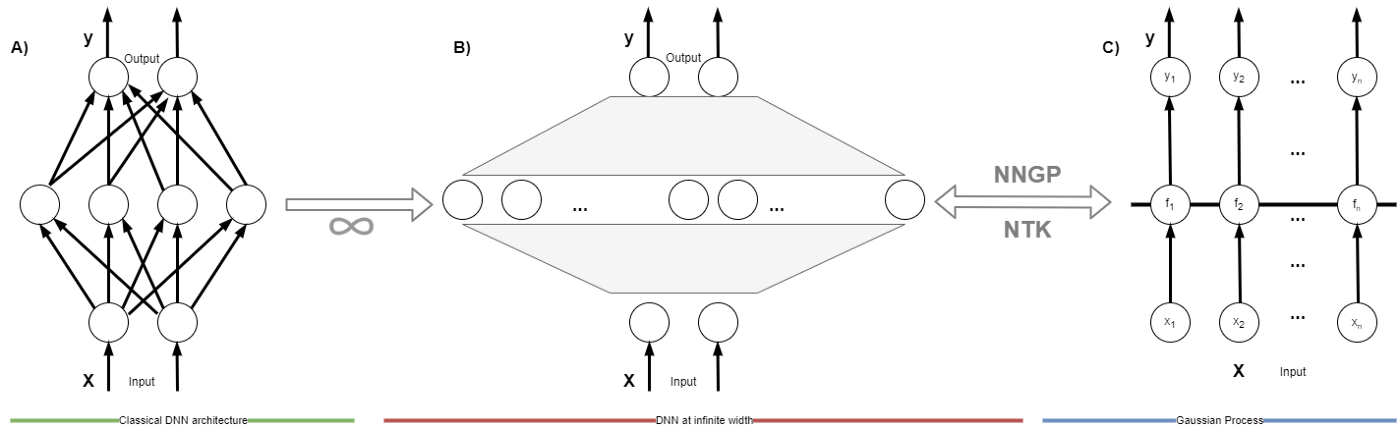 A)
y
Output
X
Input
Classical DNN architecture
∞
B)
y
Output
...
...
X
Input
DNN at infinite width
NNGP
NTK
C)
y
y1 y2 ... yn
...
f1 f2 ... fn
...
x1 x2 ... xn
X Input
Gaussian Process